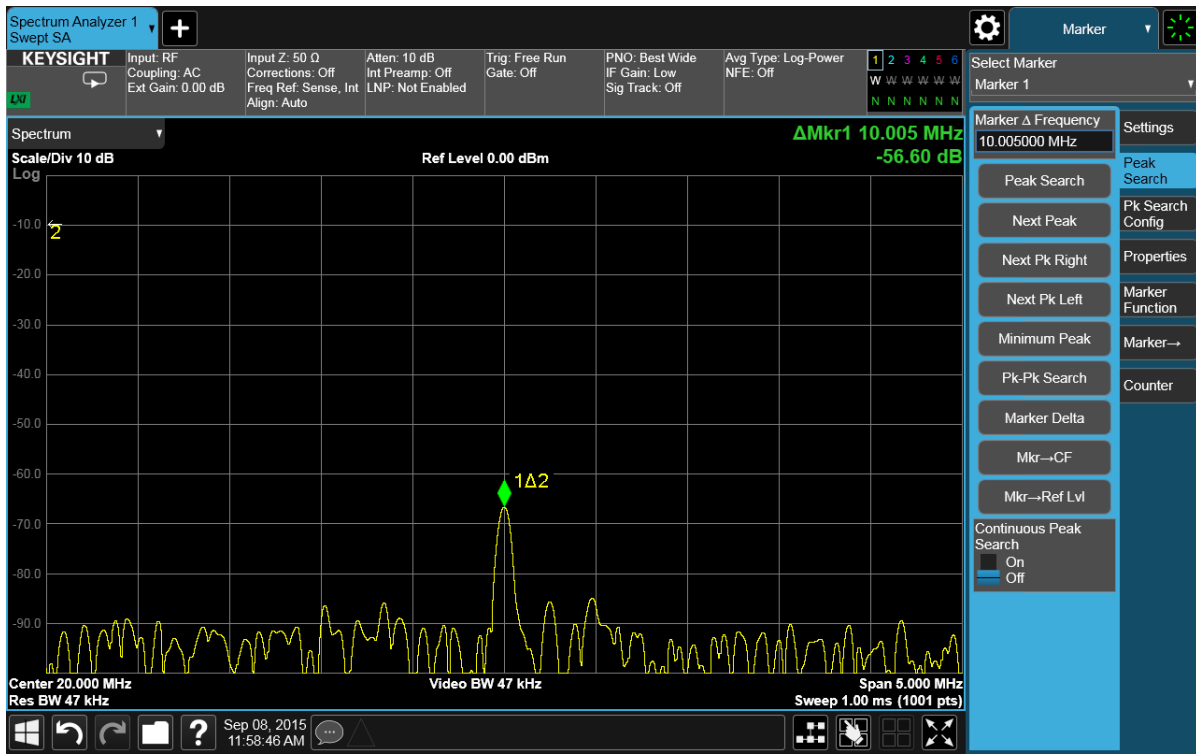 Spectrum Analyzer 1
Swept SA
+
Marker
KEYSIGHT
LXI
Input: RF
Coupling: AC
Ext Gain: 0.00 dB
Input Z: 50 Ω
Corrections: Off
Freq Ref: Sense, Int
Align: Auto
Atten: 10 dB
Int Preamp: Off
LNP: Not Enabled
Trig: Free Run
Gate: Off
PNO: Best Wide
IF Gain: Low
Sig Track: Off
Avg Type: Log-Power
NFE: Off
1 2 3 4 5 6
W W W W W W
N N N N N N
Select Marker
Marker 1
Spectrum
ΔMkr1 10.005 MHz
-56.60 dB
Scale/Div 10 dB
Ref Level 0.00 dBm
Log
-10.0
-20.0
-30.0
-40.0
-50.0
-60.0
-70.0
-80.0
-90.0
2
1Δ2
Center 20.000 MHz
Video BW 47 kHz
Span 5.000 MHz
Res BW 47 kHz
Sweep 1.00 ms (1001 pts)
Marker Δ Frequency
10.005000 MHz
Peak Search
Next Peak
Next Pk Right
Next Pk Left
Minimum Peak
Pk-Pk Search
Marker Delta
Mkr→CF
Mkr→Ref Lvl
Continuous Peak
Search
On
Off
Settings
Peak
Search
Pk Search
Config
Properties
Marker
Function
Marker→
Counter
?
Sep 08, 2015
11:58:46 AM